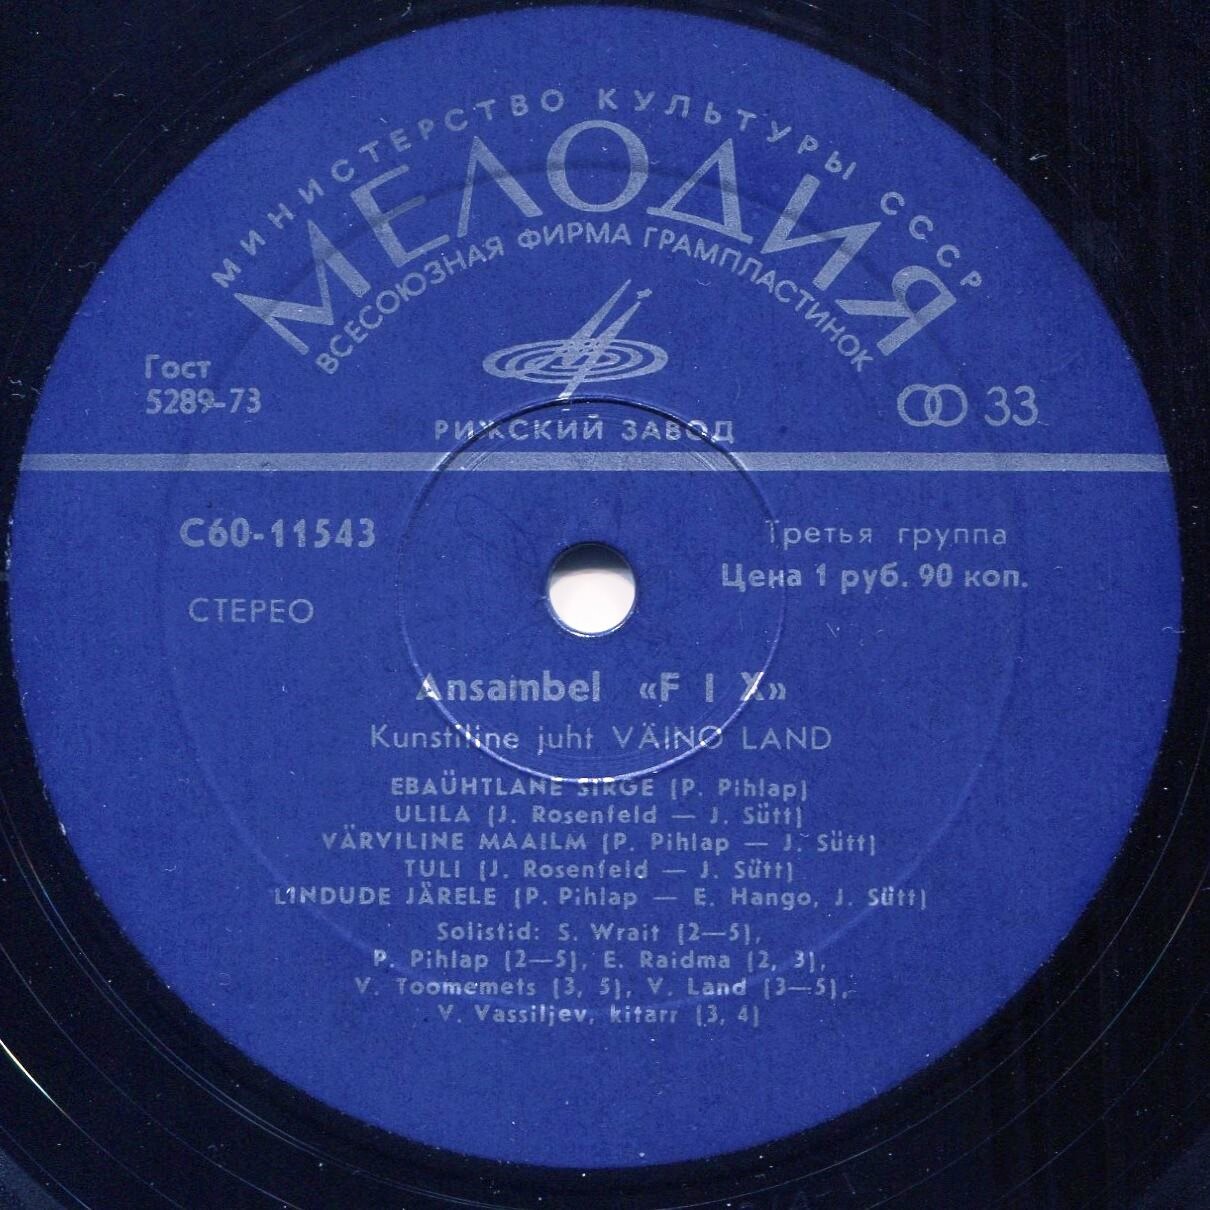 МИНИСТЕРСТВО КУЛЬТУРЫ СССР
МЕЛОДИЯ
ВСЕСОЮЗНАЯ ФИРМА ГРАМПЛАСТИНОК
Гост
5289-73
33
РИЖСКИЙ ЗАВОД
С60-11543
Третья группа
Цена 1 руб. 90 коп.
СТЕРЕО
Ansambel «F I X»
Kunstiline juht VÄINO LAND
EBAÜHTLANE SIRGE (P. Pihlap)
ULILA (J. Rosenfeld — J. Sütt)
VÄRVILINE MAAILM (P. Pihlap — J. Sütt)
TULI (J. Rosenfeld — J. Sütt)
LINDUDE JÄRELE (P. Pihlap — E. Hango, J. Sütt)
Solistid: S. Wrait (2—5),
P. Pihlap (2—5), E. Raidma (2, 3),
V. Toomemets (3, 5), V. Land (3—5),
V. Vassiljev, kitarr (3, 4)